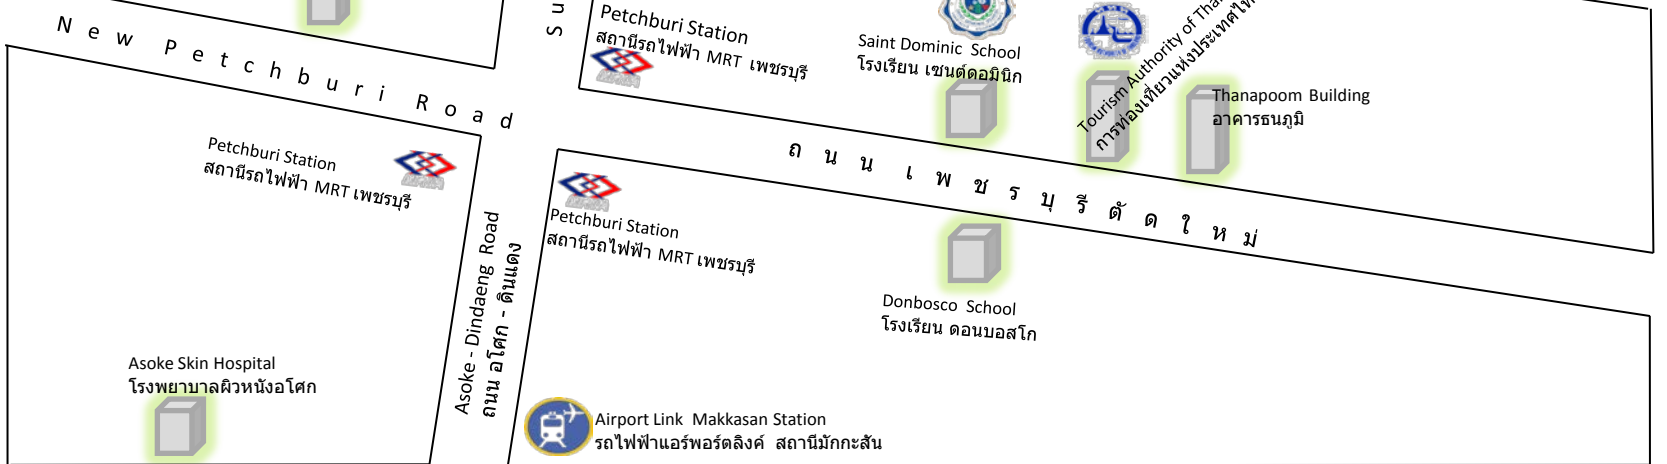 New Petchburi Road
Su
Petchburi Station
สถานีรถไฟฟ้า MRT เพชรบุรี
Saint Dominic School
โรงเรียน เซนต์ดอมินิก
Tourism Authority of Thai
การท่องเที่ยวแห่งประเทศไท
Thanapoom Building
อาคารธนภูมิ
Petchburi Station
สถานีรถไฟฟ้า MRT เพชรบุรี
ถนนเพชรบุรีตัดใหม่
Petchburi Station
สถานีรถไฟฟ้า MRT เพชรบุรี
Asoke - Dindaeng Road
ถนน อโศก - ดินแดง
Donbosco School
โรงเรียน ดอนบอสโก
Asoke Skin Hospital
โรงพยาบาลผิวหนังอโศก
Airport Link Makkasan Station
รถไฟฟ้าแอร์พอร์ตลิงค์ สถานีมักกะสัน